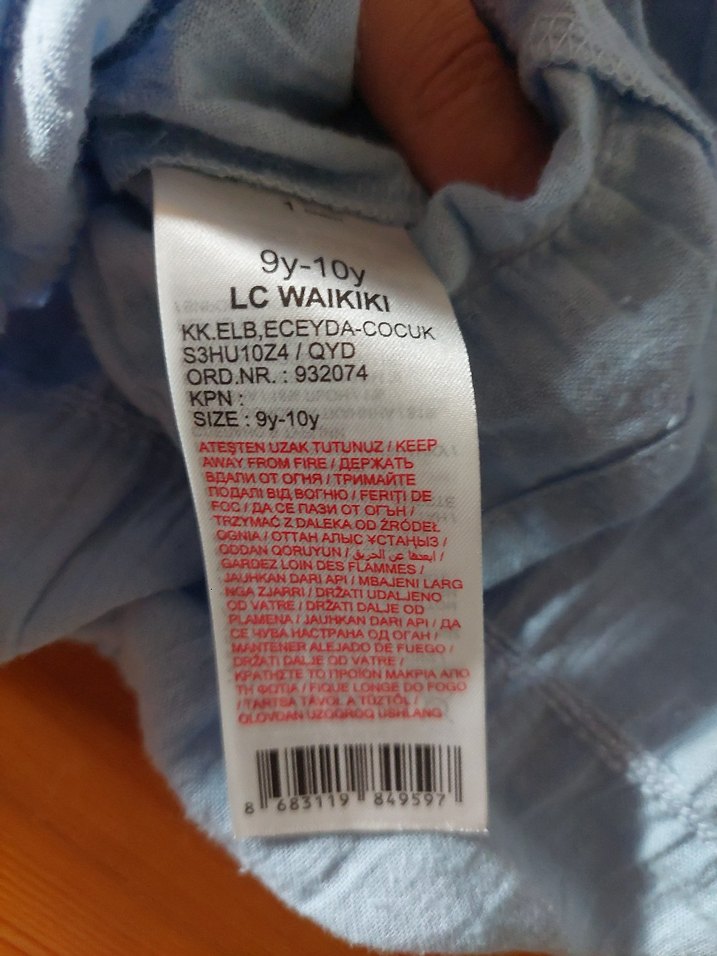 1
9y-10y
LC WAIKIKI
KK.ELB,ECEYDA-COCUK
S3HU10Z4 / QYD
ORD.NR. : 932074
KPN :
SIZE : 9y-10y
ATEŞTEN UZAK TUTUNUZ / KEEP
AWAY FROM FIRE / ДЕРЖАТЬ
ВДАЛИ ОТ ОГНЯ / ТРИМАЙТЕ
ПОДАЛІ ВІД ВОГНЮ / FERITI DE
FOC / ДА СЕ ПАЗИ ОТ ОГЪН /
TRZYMAĆ Z DALEKA OD ŹRÓDEŁ
OGNIA / ОТТАН АЛЫС ҰСТАҢЫЗ /
ODDAN QORUYUN / ابعدها عن الحريق /
GARDEZ LOIN DES FLAMMES /
JAUHKAN DARI API / MBAJENI LARG
NGA ZJARRI / DRŽATI UDALJENO
OD VATRE / DRŽATI DALJE OD
PLAMENA / JAUHKAN DARI API / ДА
СЕ ЧУВА НАСТРАНА ОД ОГАН /
MANTENER ALEJADO DE FUEGO /
DRŽATI DALJE OD VATRE /
ΚΡΑΤΗΣΤΕ ΤΟ ΠΡΟΙΟΝ ΜΑΚΡΙΑ ΑΠΟ
ΤΗ ΦΩΤΙΑ / FIQUE LONGE DO FOGO
/ TARTSA TÁVOL A TŰZTŐL /
OLOVDAN UZOQROQ USHLANG
8 683119 849597